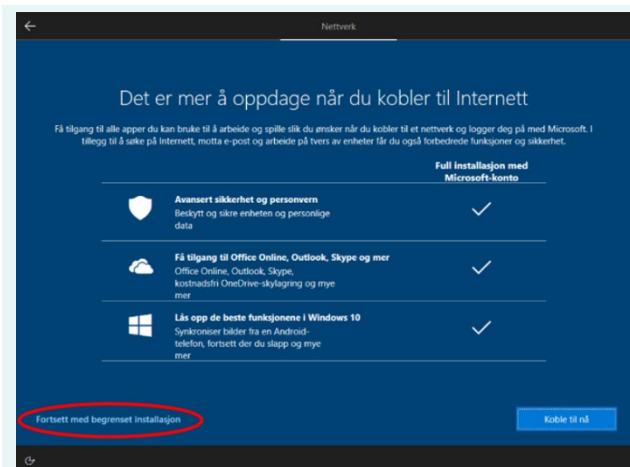 Nettverk
Det er mer å oppdage når du kobler til Internett
Få tilgang til alle apper du kan bruke til å arbeide og spille slik du ønsker når du kobler til et nettverk og logger deg på med Microsoft. I
tillegg til å søke på Internett, motta e-post og arbeide på tvers av enheter får du også forbedrede funksjoner og sikkerhet.
Full installasjon med
Microsoft-konto
Avansert sikkerhet og personvern
Beskytt og sikre enheten og personlige
data
Få tilgang til Office Online, Outlook, Skype og mer
Office Online, Outlook, Skype,
kostnadsfri OneDrive-skylagring og mye
mer
Lås opp de beste funksjonene i Windows 10
Synkroniser bilder fra en Android-
telefon, fortsett der du slapp og mye
mer
Fortsett med begrenset installasjon
Koble til nå